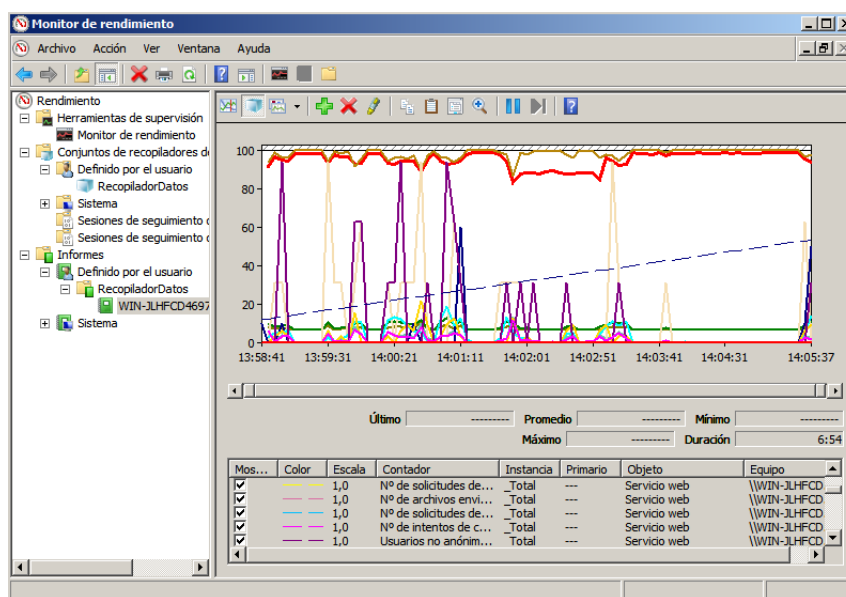 Monitor de rendimiento
Archivo Acción Ver Ventana Ayuda
Rendimiento
Herramientas de supervisión
Monitor de rendimiento
Conjuntos de recopiladores d
Definido por el usuario
RecopiladorDatos
Sistema
Sesiones de seguimiento
Sesiones de seguimiento
Informes
Definido por el usuario
RecopiladorDatos
WIN-JLHFCD4697
Sistema
100
80
60
40
20
0
13:58:41 13:59:31 14:00:21 14:01:11 14:02:01 14:02:51 14:03:41 14:04:31 14:05:37
Último --------- Promedio --------- Mínimo ---------
Máximo --------- Duración 6:54
Mos... Color Escala Contador Instancia Primario Objeto Equipo
1,0 Nº de solicitudes de... _Total --- Servicio web \\WIN-JLHFCD
1,0 Nº de archivos envi... _Total --- Servicio web \\WIN-JLHFCD
1,0 Nº de solicitudes de... _Total --- Servicio web \\WIN-JLHFCD
1,0 Nº de intentos de c... _Total --- Servicio web \\WIN-JLHFCD
1,0 Usuarios no anónim... _Total --- Servicio web \\WIN-JLHFCD